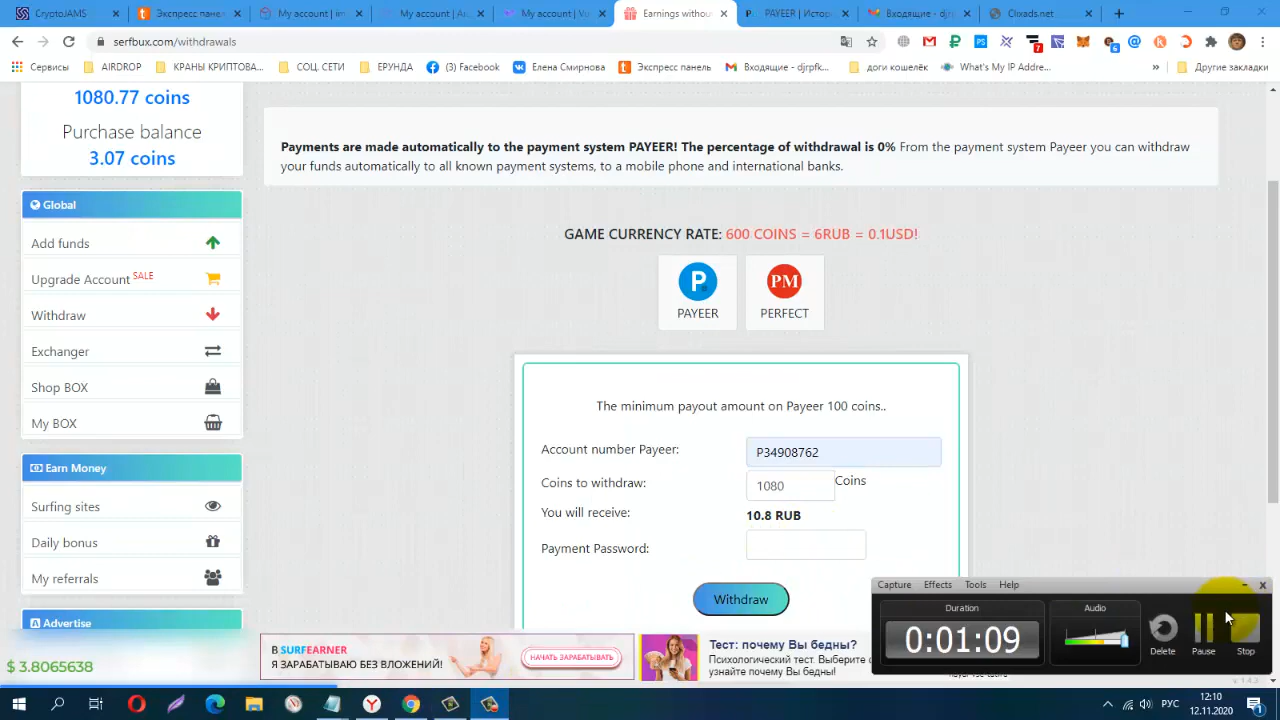 CryptoJAMS
Экспресс пане
My account | im
My account | Au
My account | Vu
Earnings withou
PAYEER | Истор
Входящие - djrp
Clixads.net
serfbux.com/withdrawals
7
6
Сервисы
AIRDROP
КРАНЫ КРИПТОВА...
СОЦ. СЕТИ
ЕРУНДА
(3) Facebook
Елена Смирнова
Экспресс панель
Входящие - djrpfk...
доги кошелёк
What's My IP Addre...
»
Другие закладки
1080.77 coins
Purchase balance
3.07 coins
Payments are made automatically to the payment system PAYEER! The percentage of withdrawal is 0% From the payment system Payeer you can withdraw
your funds automatically to all known payment systems, to a mobile phone and international banks.
Global
Add funds
Upgrade Account SALE
Withdraw
Exchanger
Shop BOX
My BOX
GAME CURRENCY RATE: 600 COINS = 6RUB = 0.1USD!
P
PAYEER
PM
PERFECT
The minimum payout amount on Payeer 100 coins..
Account number Payeer:
P34908762
Coins to withdraw:
1080
Coins
You will receive:
10.8 RUB
Payment Password:
Withdraw
Earn Money
Surfing sites
Daily bonus
My referrals
Advertise
$ 3.8065638
В SURFEARNER
Я ЗАРАБАТЫВАЮ БЕЗ ВЛОЖЕНИЙ!
НАЧАТЬ ЗАРАБАТЫВАТЬ
Тест: почему Вы бедны?
Психологический тест. Выберите
узнайте почему Вы бедны!
Capture
Effects
Tools
Help
Duration
0:01:09
Audio
Delete
Pause
Stop
РУС
12:10
12.11.2020